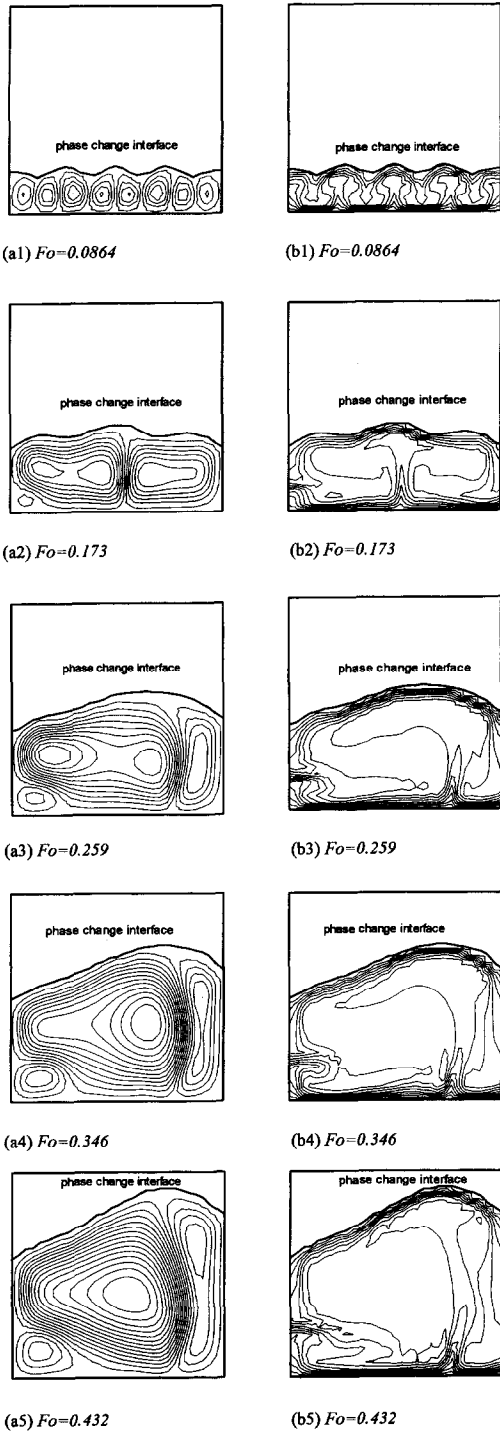 phase change interface
phase change interface
(a1) Fo=0.0864
(b1) Fo=0.0864
phase change interface
phase change interface
(a2) Fo=0.173
(b2) Fo=0.173
phase change interface
phase change interface
(a3) Fo=0.259
(b3) Fo=0.259
phase change interface
phase change interface
(a4) Fo=0.346
(b4) Fo=0.346
phase change interface
phase change interface
(a5) Fo=0.432
(b5) Fo=0.432